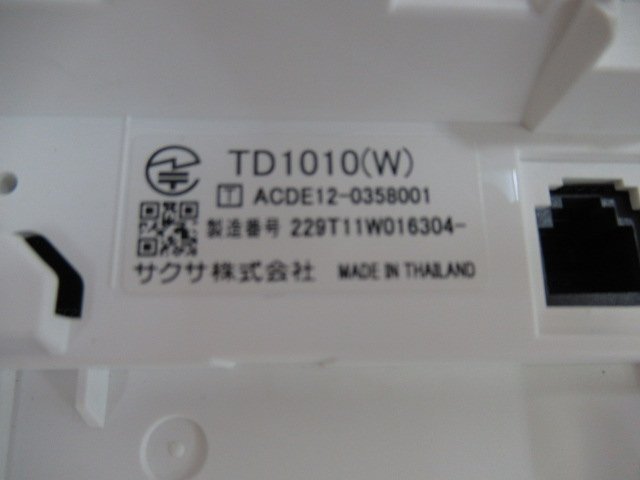 TD1010(W)
T ACDE12-0358001
製造番号 229T11W016304-
サクサ株式会社 MADE IN THAILAND